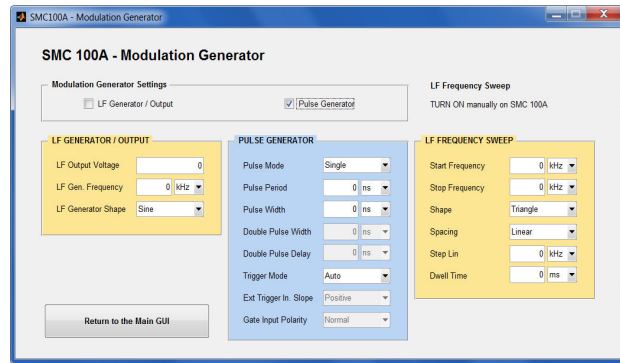 SMC100A - Modulation Generator
SMC 100A - Modulation Generator
Modulation Generator Settings
LF Generator / Output
Pulse Generator
LF Frequency Sweep
TURN ON manually on SMC 100A
LF GENERATOR / OUTPUT
LF Output Voltage 0
LF Gen. Frequency 0 kHz
LF Generator Shape Sine
PULSE GENERATOR
Pulse Mode Single
Pulse Period 0 ns
Pulse Width 0 ns
Double Pulse Width 0 ns
Double Pulse Delay 0 ns
Trigger Mode Auto
Ext Trigger In. Slope Positive
Gate Input Polarity Normal
LF FREQUENCY SWEEP
Start Frequency 0 kHz
Stop Frequency 0 kHz
Shape Triangle
Spacing Linear
Step Lin 0 kHz
Dwell Time 0 ms
Return to the Main GUI